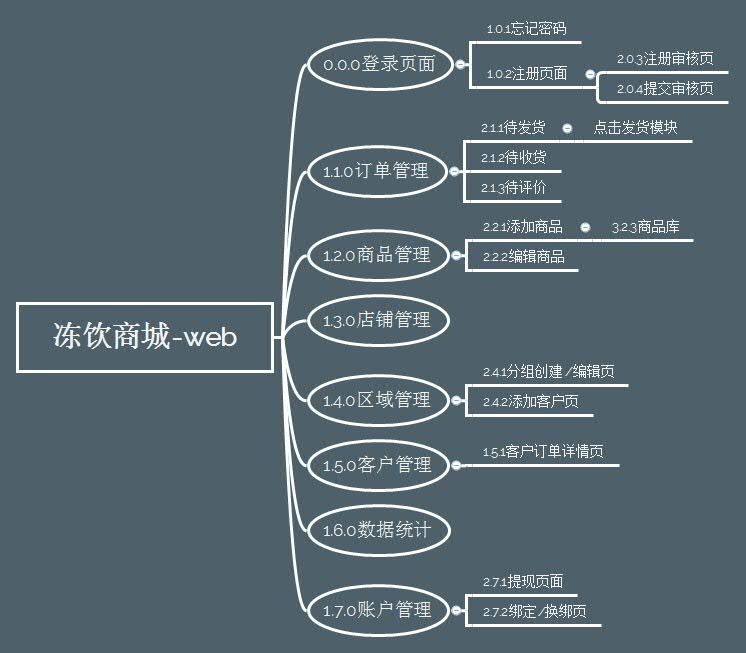 冻饮商城-web
0.0.0登录页面
1.0.1忘记密码
1.0.2注册页面
2.0.3注册审核页
2.0.4提交审核页
1.1.0订单管理
2.1.1待发货
点击发货模块
2.1.2待收货
2.1.3待评价
1.2.0商品管理
2.2.1添加商品
3.2.3商品库
2.2.2编辑商品
1.3.0店铺管理
1.4.0区域管理
2.4.1分组创建/编辑页
2.4.2添加客户页
1.5.0客户管理
1.5.1客户订单详情页
1.6.0数据统计
1.7.0账户管理
2.7.1提现页面
2.7.2绑定/换绑页